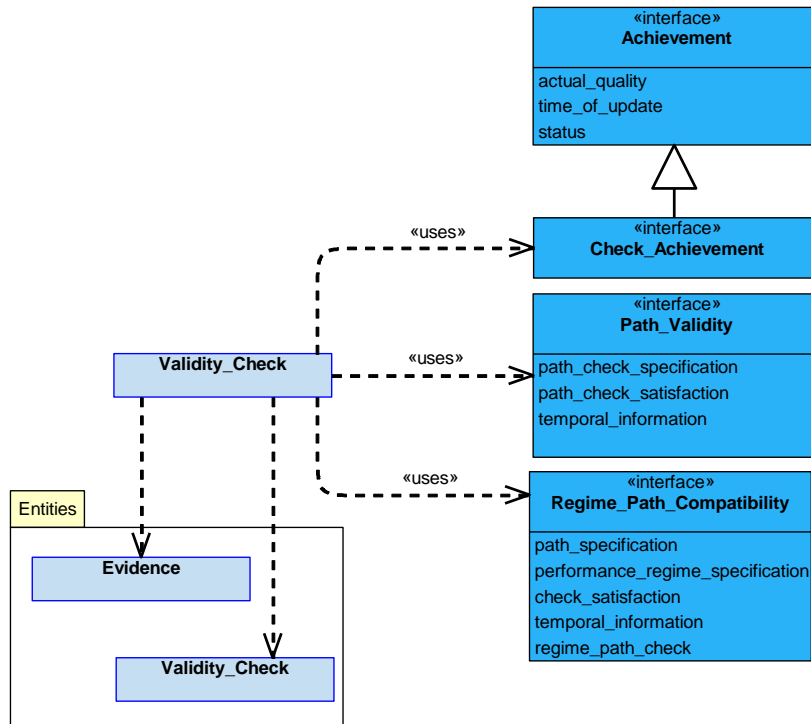 «interface»
Achievement
actual_quality
time_of_update
status
«uses»
«interface»
Check_Achievement
«interface»
Path_Validity
Validity_Check
«uses»
path_check_specification
path_check_satisfaction
temporal_information
«uses»
«interface»
Regime_Path_Compatibility
Entities
path_specification
performance_regime_specification
check_satisfaction
temporal_information
regime_path_check
Evidence
Validity_Check